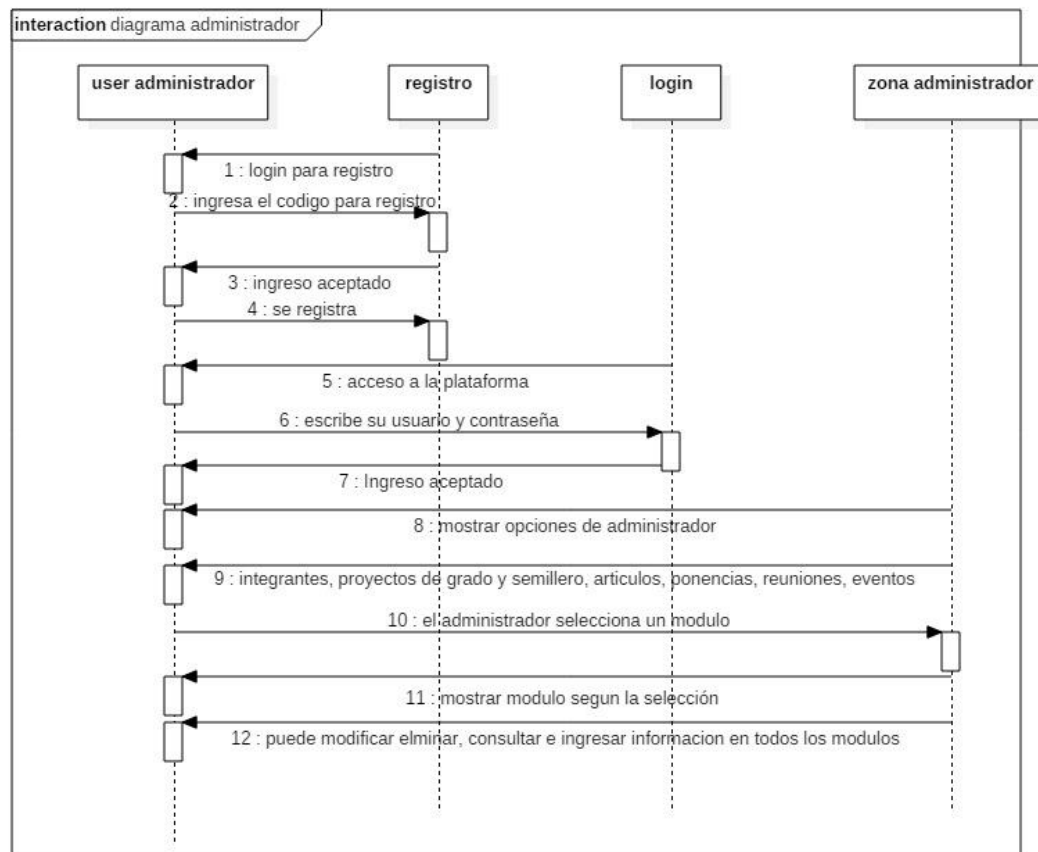 interaction diagrama administrador
user administrador
registro
login
zona administrador
1 : login para registro
2 : ingresa el codigo para registro
3 : ingreso aceptado
4 : se registra
5 : acceso a la plataforma
6 : escribe su usuario y contraseña
7 : Ingreso aceptado
8 : mostrar opciones de administrador
9 : integrantes, proyectos de grado y semillero, articulos, ponencias, reuniones, eventos
10 : el administrador selecciona un modulo
11 : mostrar modulo segun la selección
12 : puede modificar elminar, consultar e ingresar informacion en todos los modulos